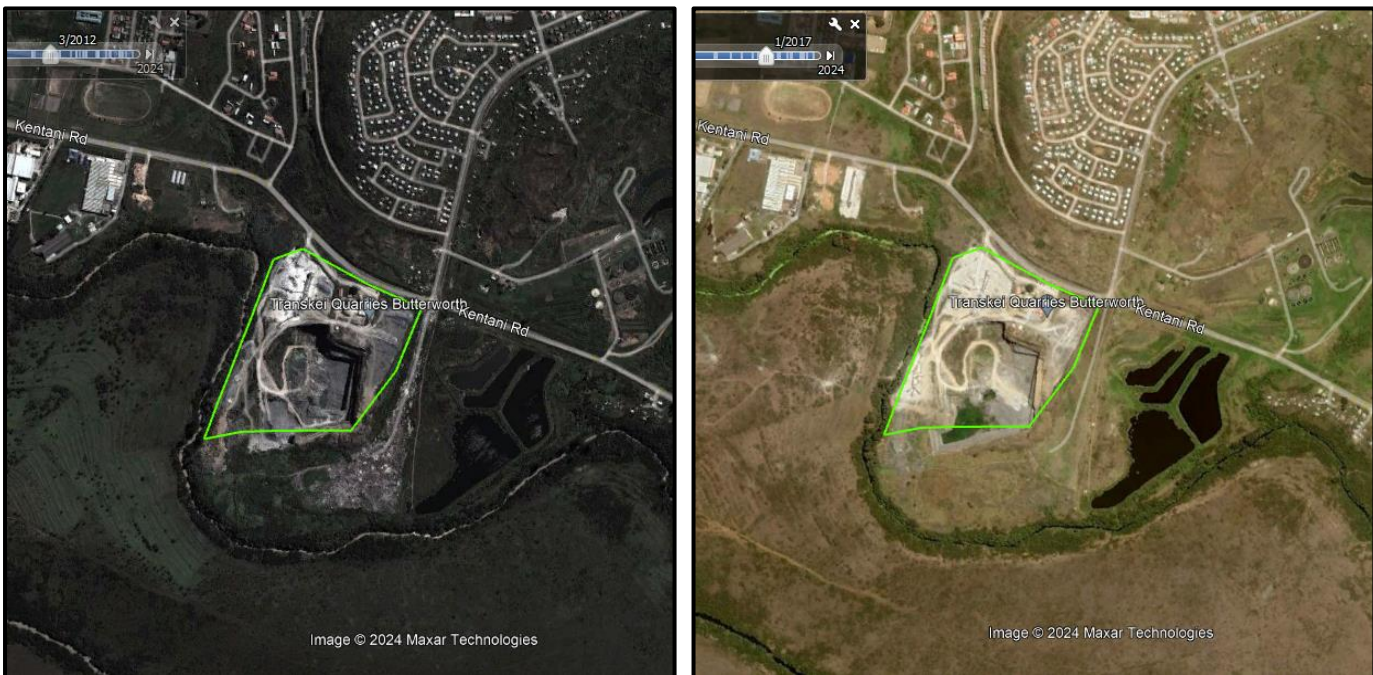 3/2012
2024
Kentani Rd
Transkei Quarries Butterworth
Kentani Rd
Image © 2024 Maxar Technologies
1/2017
2024
Kentani Rd
Transkei Quarries Butterworth
Kentani Rd
Image © 2024 Maxar Technologies